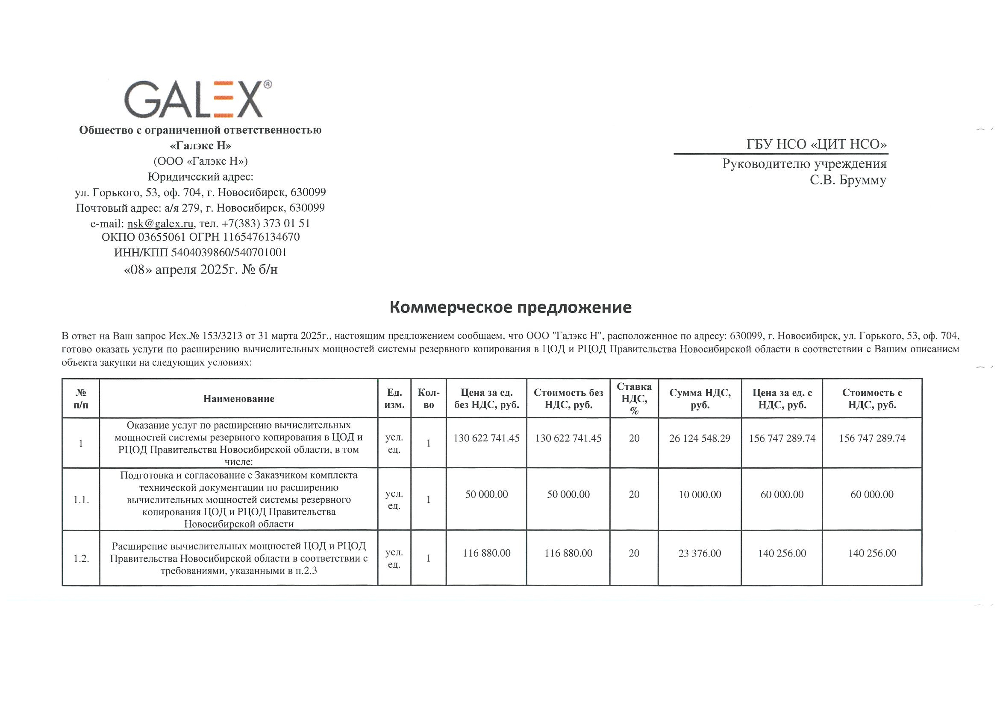 GALEX®
Общество с ограниченной ответственностью
«Галэкс Н»
(ООО «Галэкс Н»)
Юридический адрес:
ул. Горького, 53, оф. 704, г. Новосибирск, 630099
Почтовый адрес: а/я 279, г. Новосибирск, 630099
e-mail: nsk@galex.ru, тел. +7(383) 373 01 51
ОКПО 03655061 ОГРН 1165476134670
ИНН/КПП 5404039860/540701001
«08» апреля 2025г. № б/н
ГБУ НСО «ЦИТ НСО»
Руководителю учреждения
С.В. Брумму
Коммерческое предложение
В ответ на Ваш запрос Исх.№ 153/3213 от 31 марта 2025г., настоящим предложением сообщаем, что ООО "Галэкс Н", расположенное по адресу: 630099, г. Новосибирск, ул. Горького, 53, оф. 704,
готово оказать услуги по расширению вычислительных мощностей системы резервного копирования в ЦОД и РЦОД Правительства Новосибирской области в соответствии с Вашим описанием
объекта закупки на следующих условиях:
№
п/п
Наименование
Ед.
изм.
Кол-
во
Цена за ед.
без НДС, руб.
Стоимость без
НДС, руб.
Ставка
НДС,
%
Сумма НДС,
руб.
Цена за ед. с
НДС, руб.
Стоимость с
НДС, руб.
1
Оказание услуг по расширению вычислительных
мощностей системы резервного копирования в ЦОД и
РЦОД Правительства Новосибирской области, в том
числе:
усл.
ед.
1
130 622 741.45
130 622 741.45
20
26 124 548.29
156 747 289.74
156 747 289.74
1.1.
Подготовка и согласование с Заказчиком комплекта
технической документации по расширению
вычислительных мощностей системы резервного
копирования ЦОД и РЦОД Правительства
Новосибирской области
усл.
ед.
1
50 000.00
50 000.00
20
10 000.00
60 000.00
60 000.00
1.2.
Расширение вычислительных мощностей ЦОД и РЦОД
Правительства Новосибирской области в соответствии с
требованиями, указанными в п.2.3
усл.
ед.
1
116 880.00
116 880.00
20
23 376.00
140 256.00
140 256.00